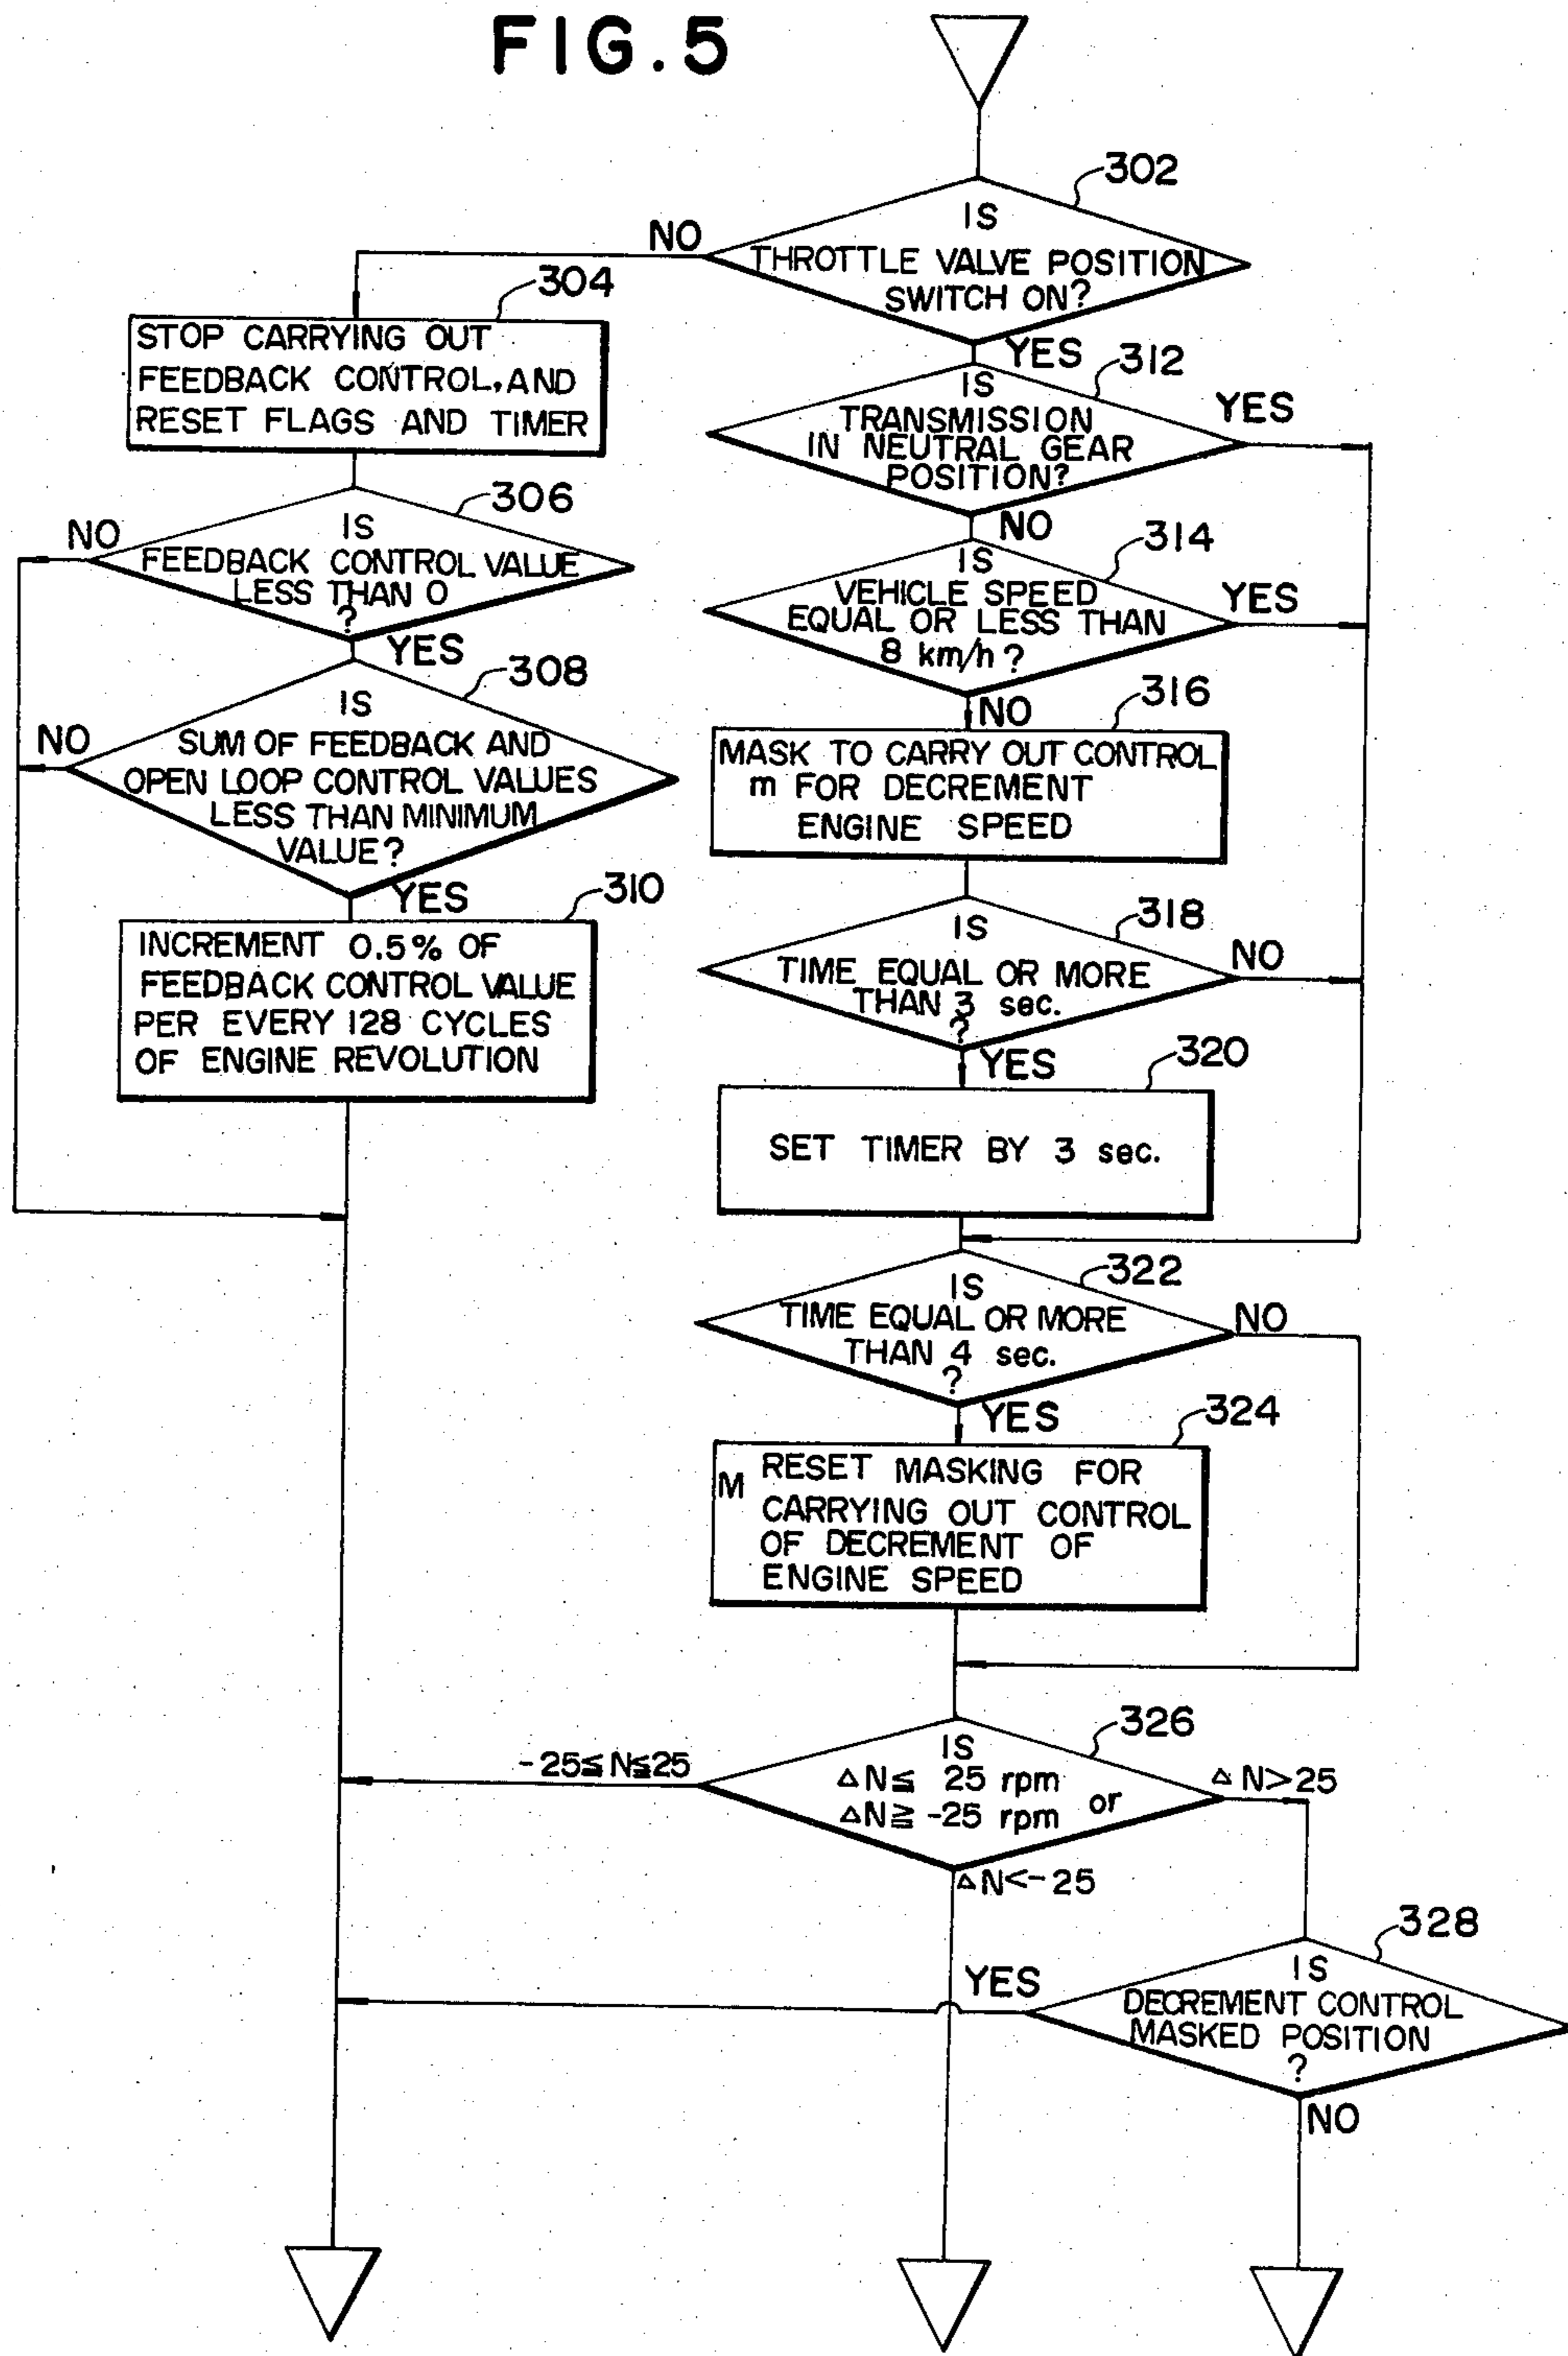 FIG. 5
302
IS
THROTTLE VALVE POSITION
SWITCH ON?
NO
YES
304
STOP CARRYING OUT
FEEDBACK CONTROL, AND
RESET FLAGS AND TIMER
306
IS
FEEDBACK CONTROL VALUE
LESS THAN 0
?
NO
YES
308
IS
SUM OF FEEDBACK AND
OPEN LOOP CONTROL VALUES
LESS THAN MINIMUM
VALUE?
NO
YES
310
INCREMENT 0.5% OF
FEEDBACK CONTROL VALUE
PER EVERY 128 CYCLES
OF ENGINE REVOLUTION
312
IS
TRANSMISSION
IN NEUTRAL GEAR
POSITION?
YES
NO
314
IS
VEHICLE SPEED
EQUAL OR LESS THAN
8 km/h ?
YES
NO
316
MASK TO CARRY OUT CONTROL
m FOR DECREMENT
ENGINE SPEED
318
IS
TIME EQUAL OR MORE
THAN 3 sec.
?
NO
YES
320
SET TIMER BY 3 sec.
322
IS
TIME EQUAL OR MORE
THAN 4 sec.
?
NO
YES
324
M RESET MASKING FOR
CARRYING OUT CONTROL
OF DECREMENT OF
ENGINE SPEED
326
IS
ΔN≦ 25 rpm
or
ΔN≧ -25 rpm
-25≦N≦25
ΔN>25
ΔN<-25
328
IS
DECREMENT CONTROL
MASKED POSITION
?
YES
NO